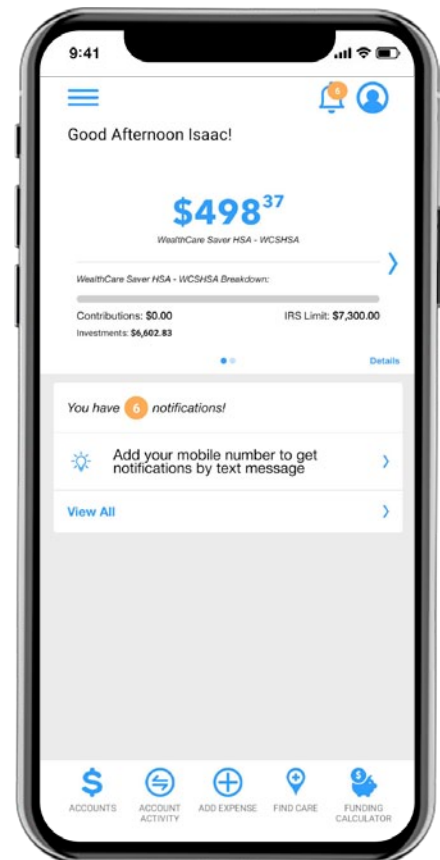 9:41
6
Good Afternoon Isaac!
$498 37
WealthCare Saver HSA - WCSHSA
WealthCare Saver HSA - WCSHSA Breakdown:
Contributions: $0.00 IRS Limit: $7,300.00
Investments: $6,602.83
Details
You have 6 notifications!
Add your mobile number to get
notifications by text message
View All
$
ACCOUNTS
ACCOUNT
ACTIVITY
ADD EXPENSE
FIND CARE
$
FUNDING
CALCULATOR